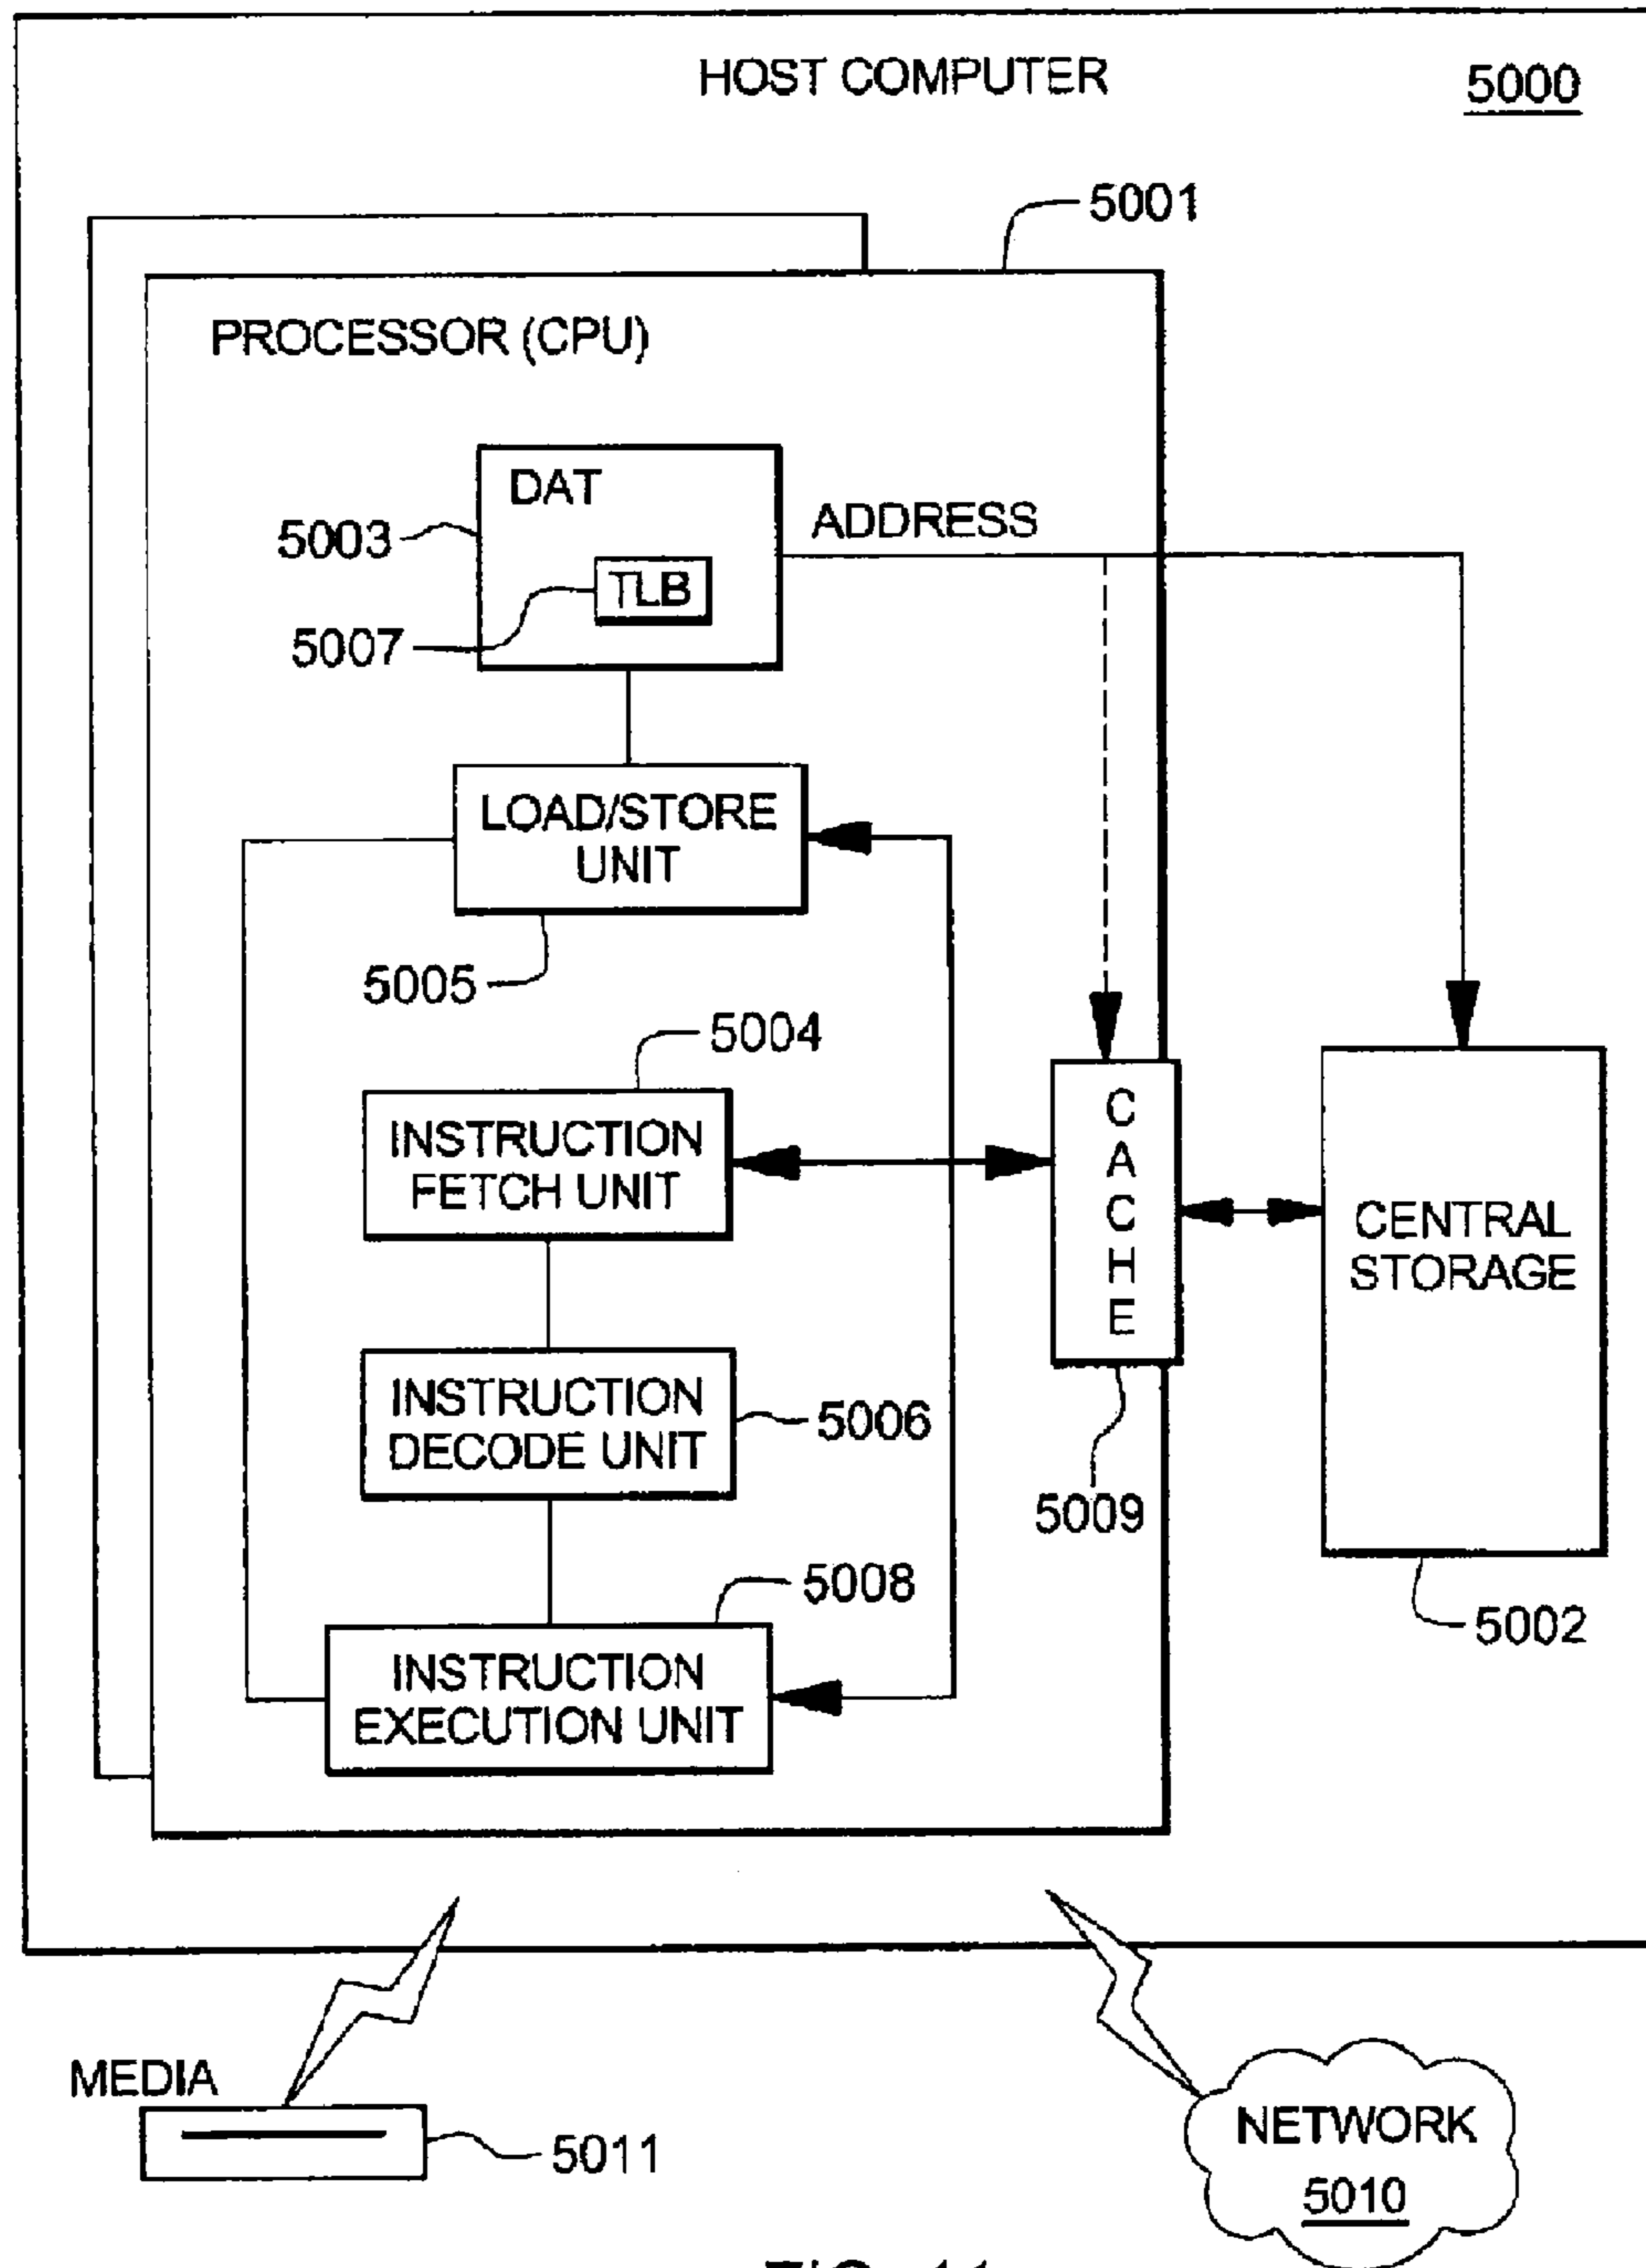 HOST COMPUTER
5000
5001
PROCESSOR (CPU)
DAT
5003
ADDRESS
TLB
5007
LOAD/STORE
UNIT
5005
5004
INSTRUCTION
FETCH UNIT
CACHE
CENTRAL
STORAGE
INSTRUCTION
DECODE UNIT
5006
5009
5008
5002
INSTRUCTION
EXECUTION UNIT
MEDIA
5011
NETWORK
5010